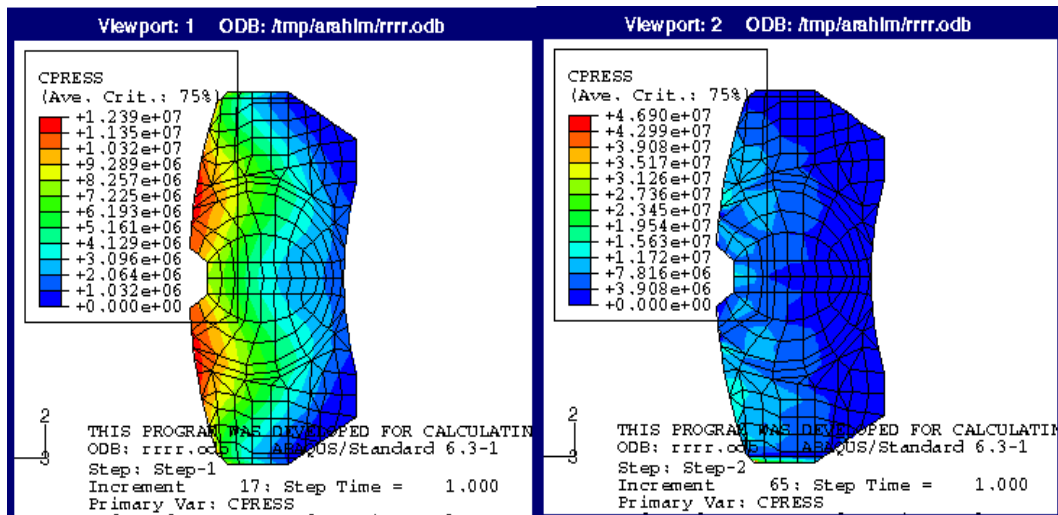 Viewport: 1 ODB: /tmp/arahim/rrrr.odb
CPRESS
(Ave. Crit.: 75%)
+1.239e+07
+1.135e+07
+1.032e+07
+9.289e+06
+8.257e+06
+7.225e+06
+6.193e+06
+5.161e+06
+4.129e+06
+3.096e+06
+2.064e+06
+1.032e+06
+0.000e+00
2
3
THIS PROGRAM WAS DEVELOPED FOR CALCULATIN
ODB: rrrr.odb ABAQUS/Standard 6.3-1
Step: Step-1
Increment 17: Step Time = 1.000
Primary Var: CPRESS
Viewport: 2 ODB: /tmp/arahim/rrrr.odb
CPRESS
(Ave. Crit.: 75%)
+4.690e+07
+4.299e+07
+3.908e+07
+3.517e+07
+3.126e+07
+2.736e+07
+2.345e+07
+1.954e+07
+1.563e+07
+1.172e+07
+7.816e+06
+3.908e+06
+0.000e+00
2
3
THIS PROGRAM WAS DEVELOPED FOR CALCULATIN
ODB: rrrr.odb ABAQUS/Standard 6.3-1
Step: Step-2
Increment 65: Step Time = 1.000
Primary Var: CPRESS